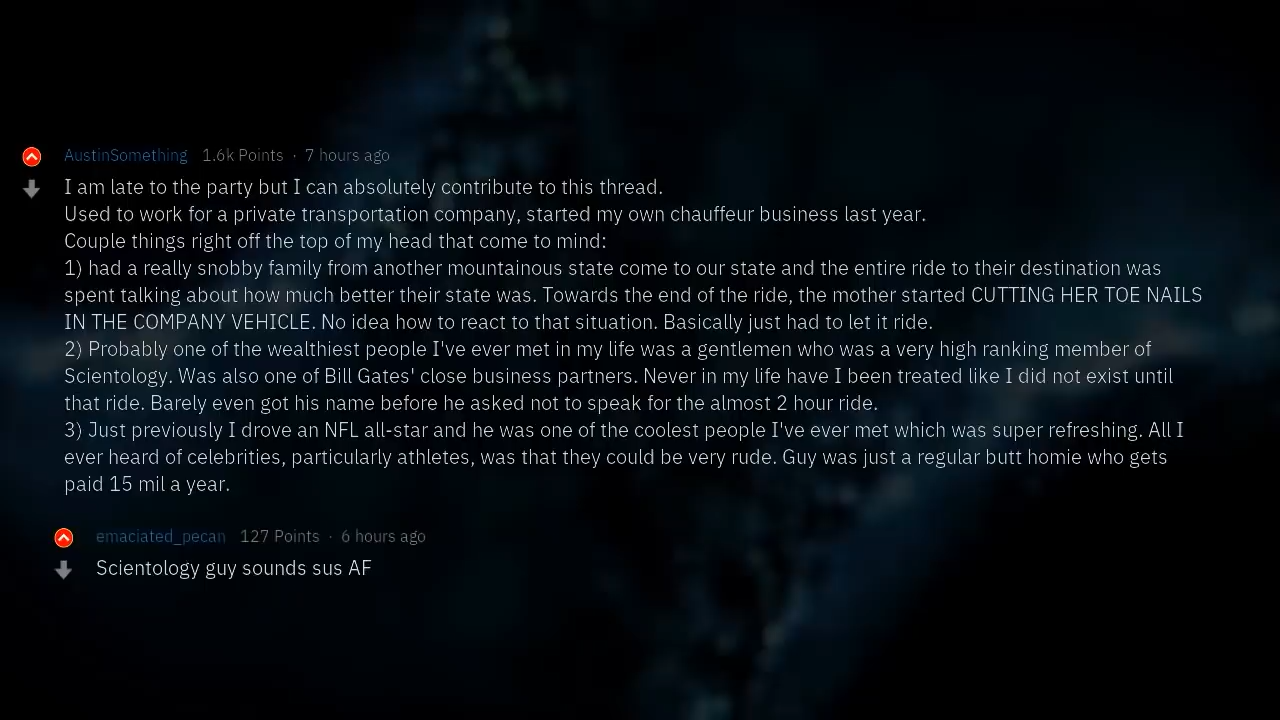 AustinSomething 1.6k Points · 7 hours ago
I am late to the party but I can absolutely contribute to this thread.
Used to work for a private transportation company, started my own chauffeur business last year.
Couple things right off the top of my head that come to mind:
1) had a really snobby family from another mountainous state come to our state and the entire ride to their destination was
spent talking about how much better their state was. Towards the end of the ride, the mother started CUTTING HER TOE NAILS
IN THE COMPANY VEHICLE. No idea how to react to that situation. Basically just had to let it ride.
2) Probably one of the wealthiest people I've ever met in my life was a gentlemen who was a very high ranking member of
Scientology. Was also one of Bill Gates' close business partners. Never in my life have I been treated like I did not exist until
that ride. Barely even got his name before he asked not to speak for the almost 2 hour ride.
3) Just previously I drove an NFL all-star and he was one of the coolest people I've ever met which was super refreshing. All I
ever heard of celebrities, particularly athletes, was that they could be very rude. Guy was just a regular butt homie who gets
paid 15 mil a year.
emaciated_pecan 127 Points · 6 hours ago
Scientology guy sounds sus AF